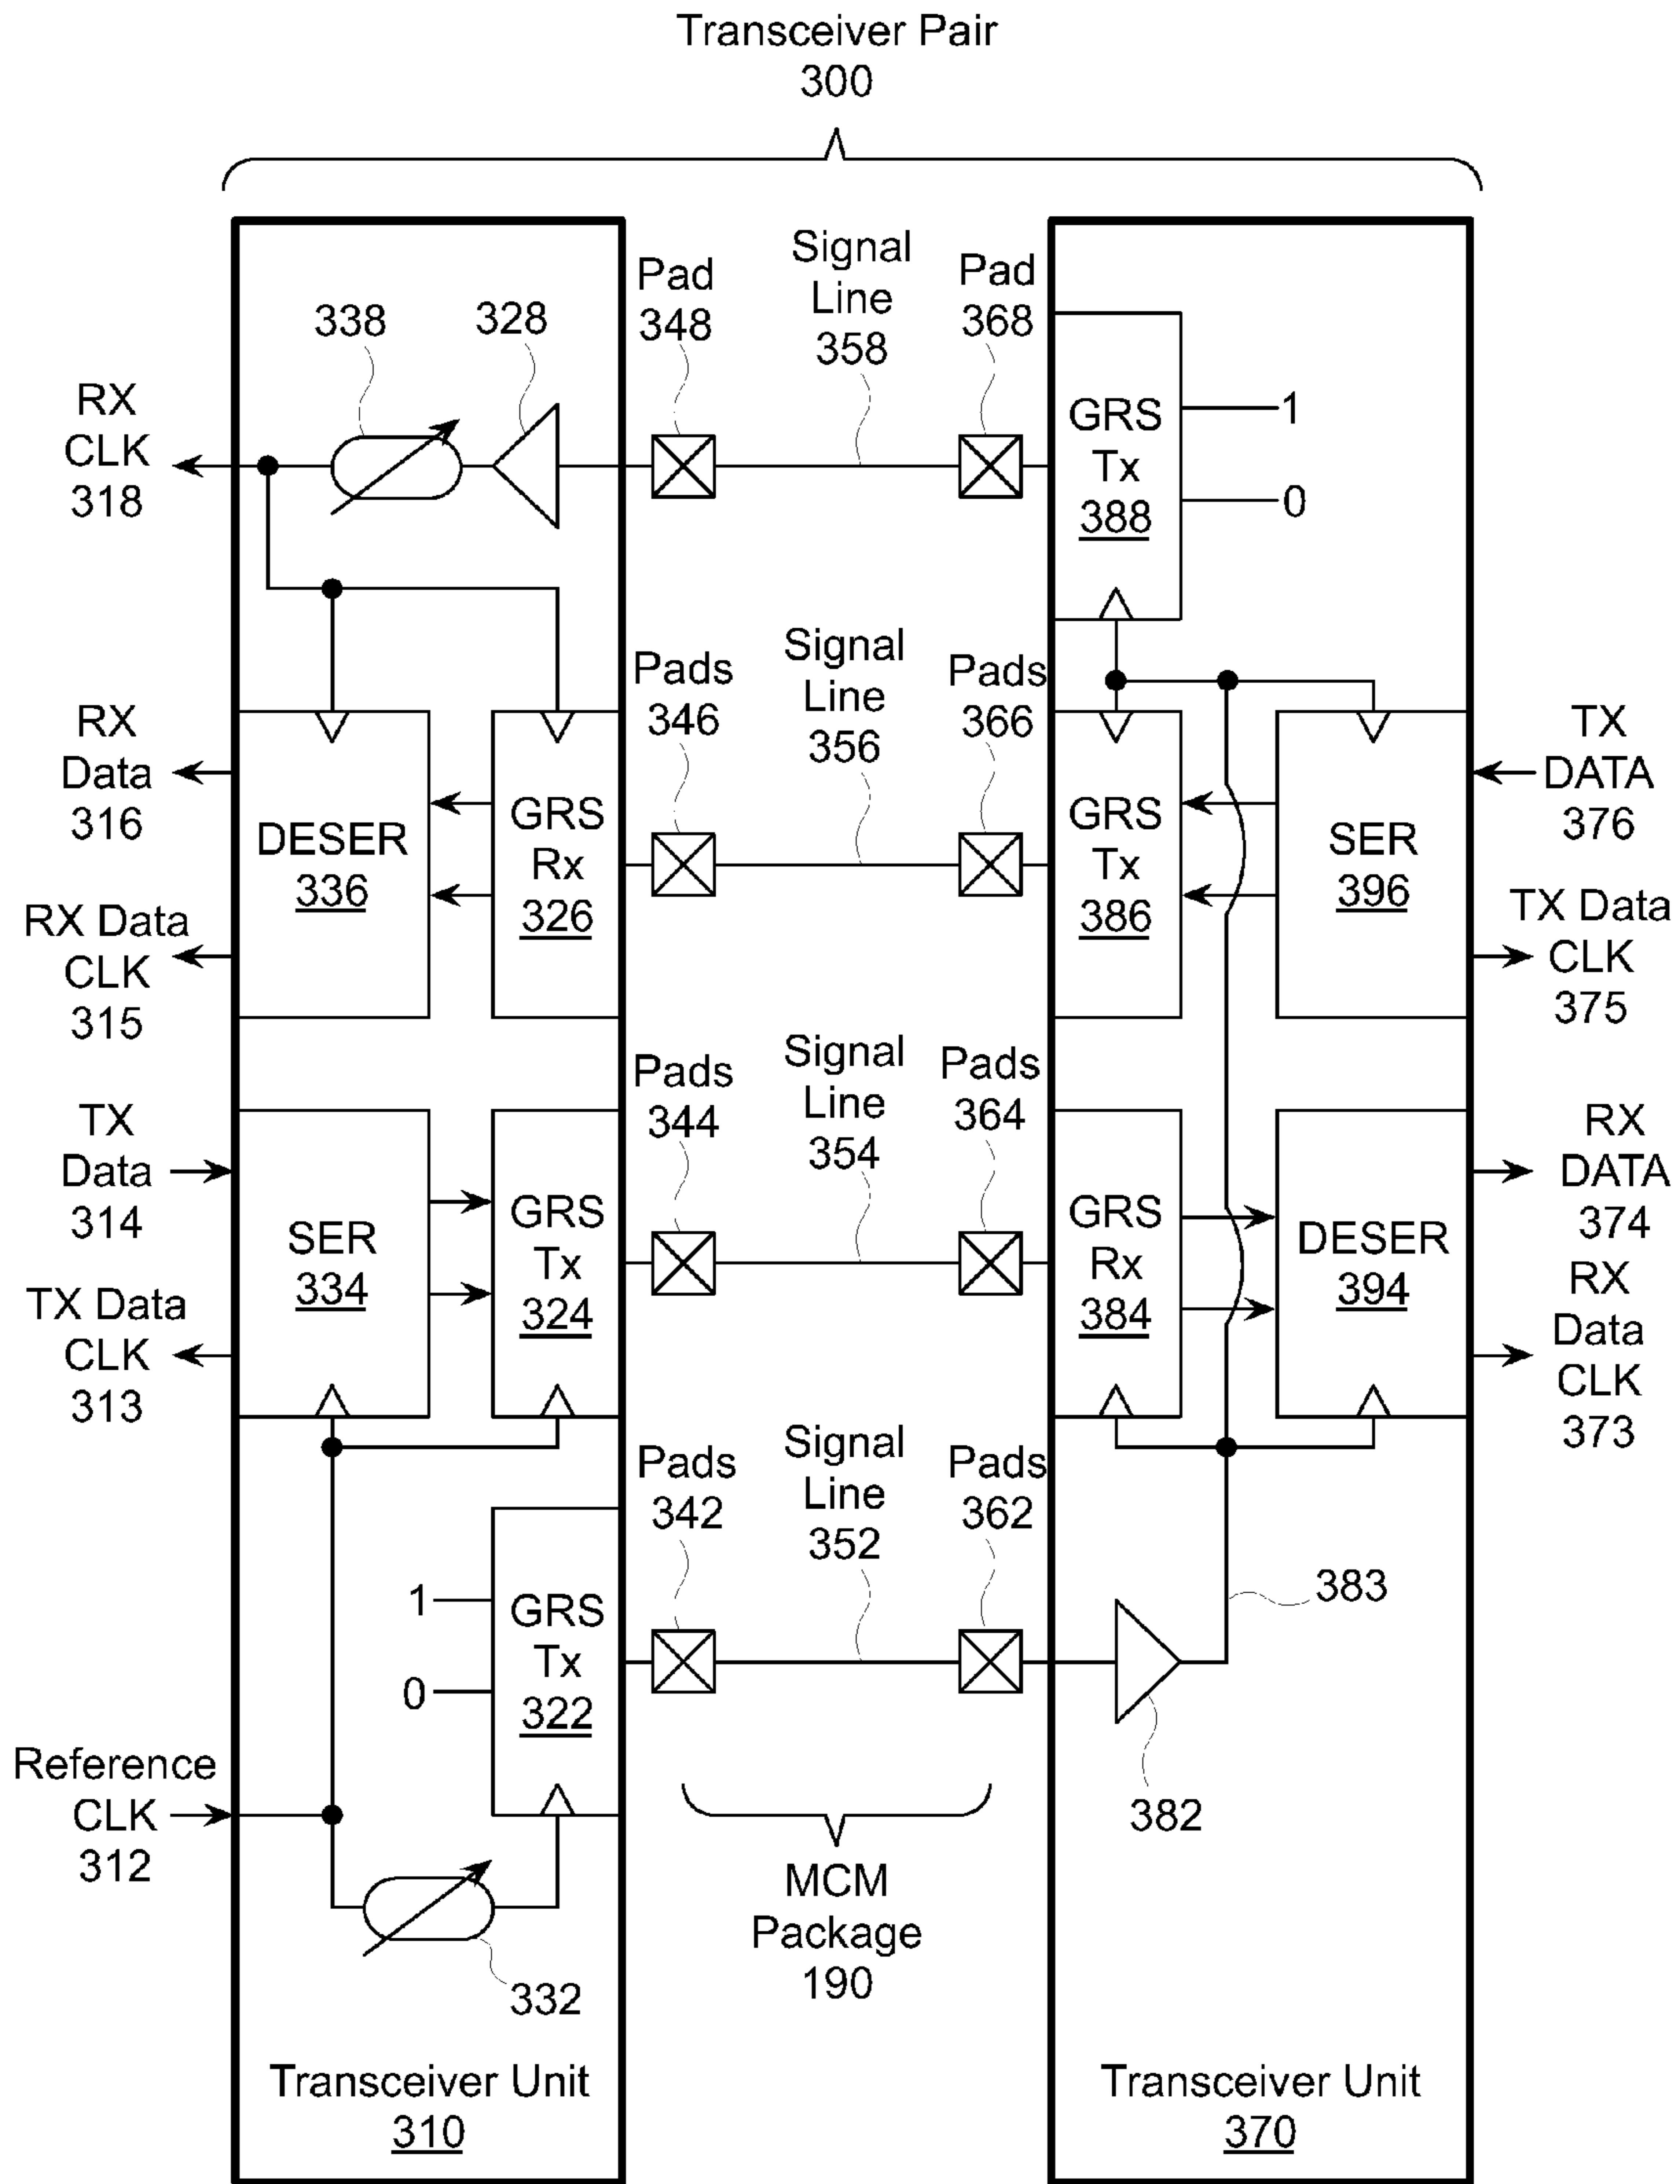 Transceiver Pair
300
338
328
Pad
348
Signal
Line
358
Pad
368
RX
CLK
318
GRS
Tx
388
1
0
Pads
346
Signal
Line
356
Pads
366
RX
Data
316
RX Data
CLK
315
DESER
336
GRS
Rx
326
GRS
Tx
386
SER
396
TX
DATA
376
TX Data
CLK
375
Pads
344
Signal
Line
354
Pads
364
TX
Data
314
TX Data
CLK
313
SER
334
GRS
Tx
324
GRS
Rx
384
DESER
394
RX
DATA
374
RX
Data
CLK
373
Pads
342
Signal
Line
352
Pads
362
1
0
GRS
Tx
322
383
382
Reference
CLK
312
332
MCM
Package
190
Transceiver Unit
310
Transceiver Unit
370